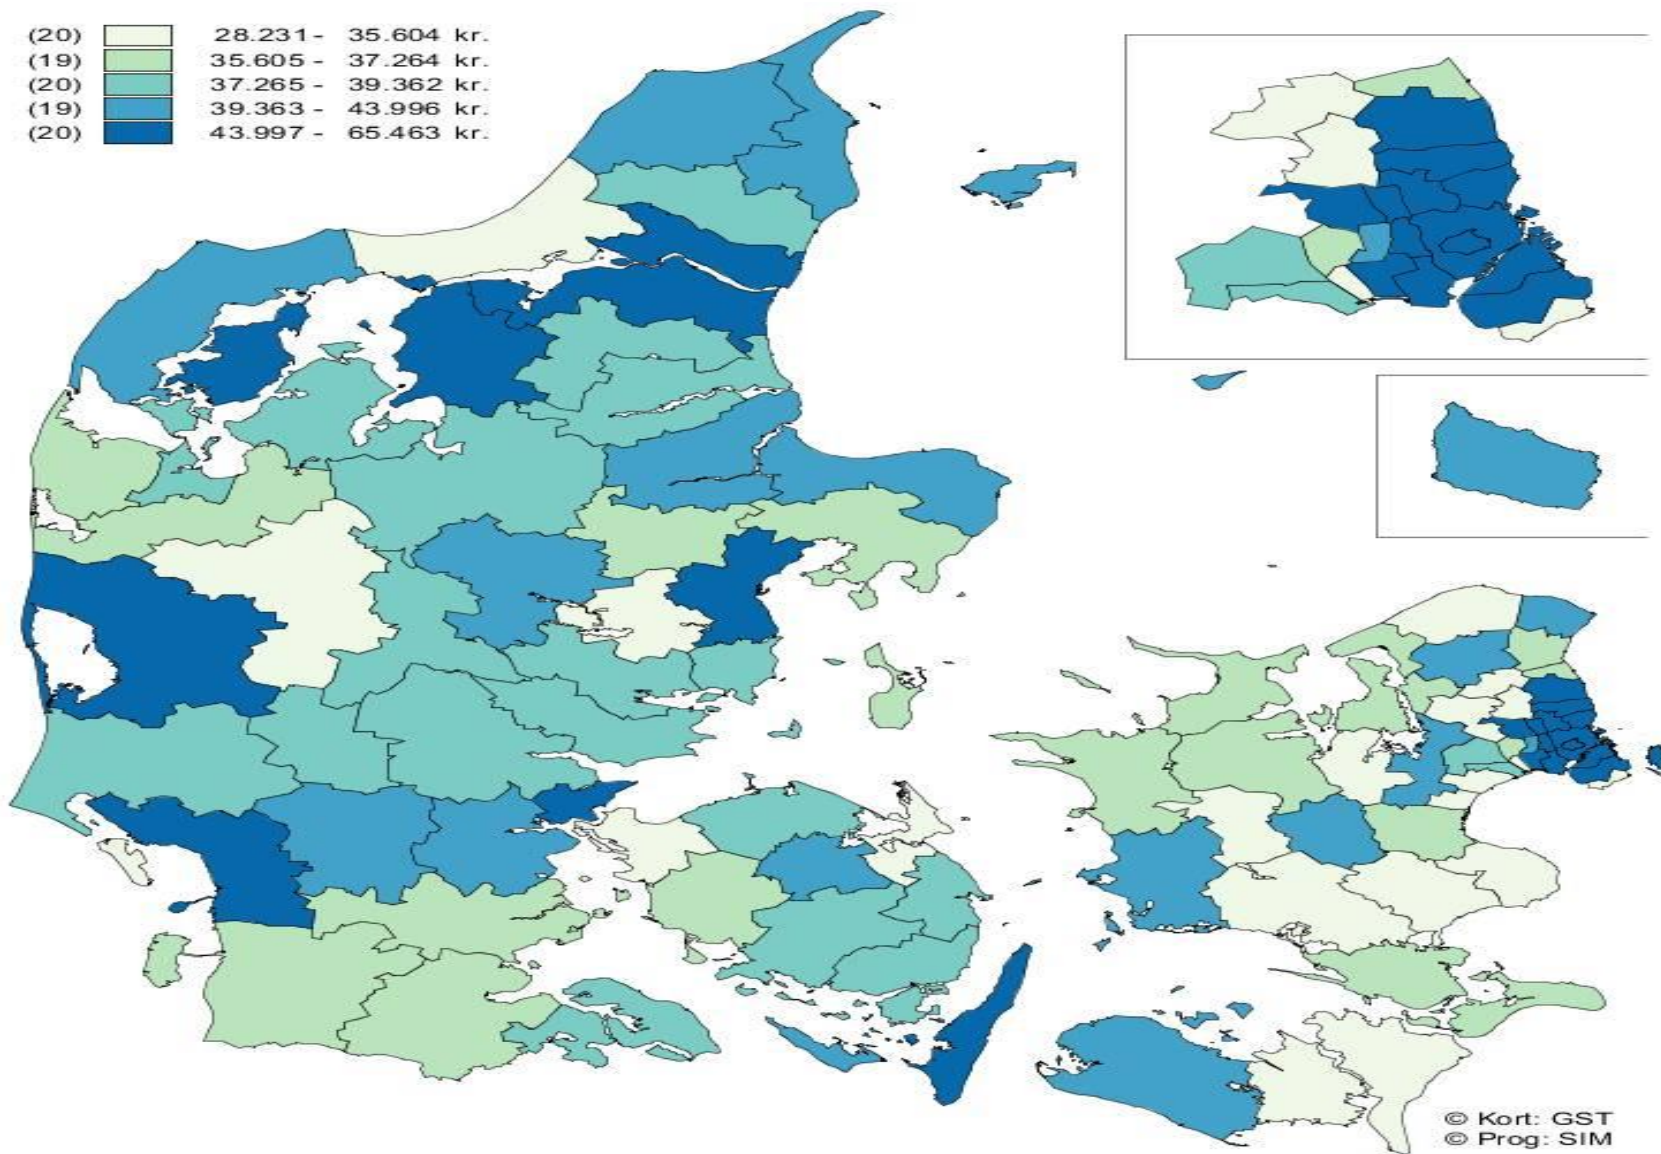 (20) 28.231 - 35.604 kr.
(19) 35.605 - 37.264 kr.
(20) 37.265 - 39.362 kr.
(19) 39.363 - 43.996 kr.
(20) 43.997 - 65.463 kr.
© Kort: GST
© Prog: SIM